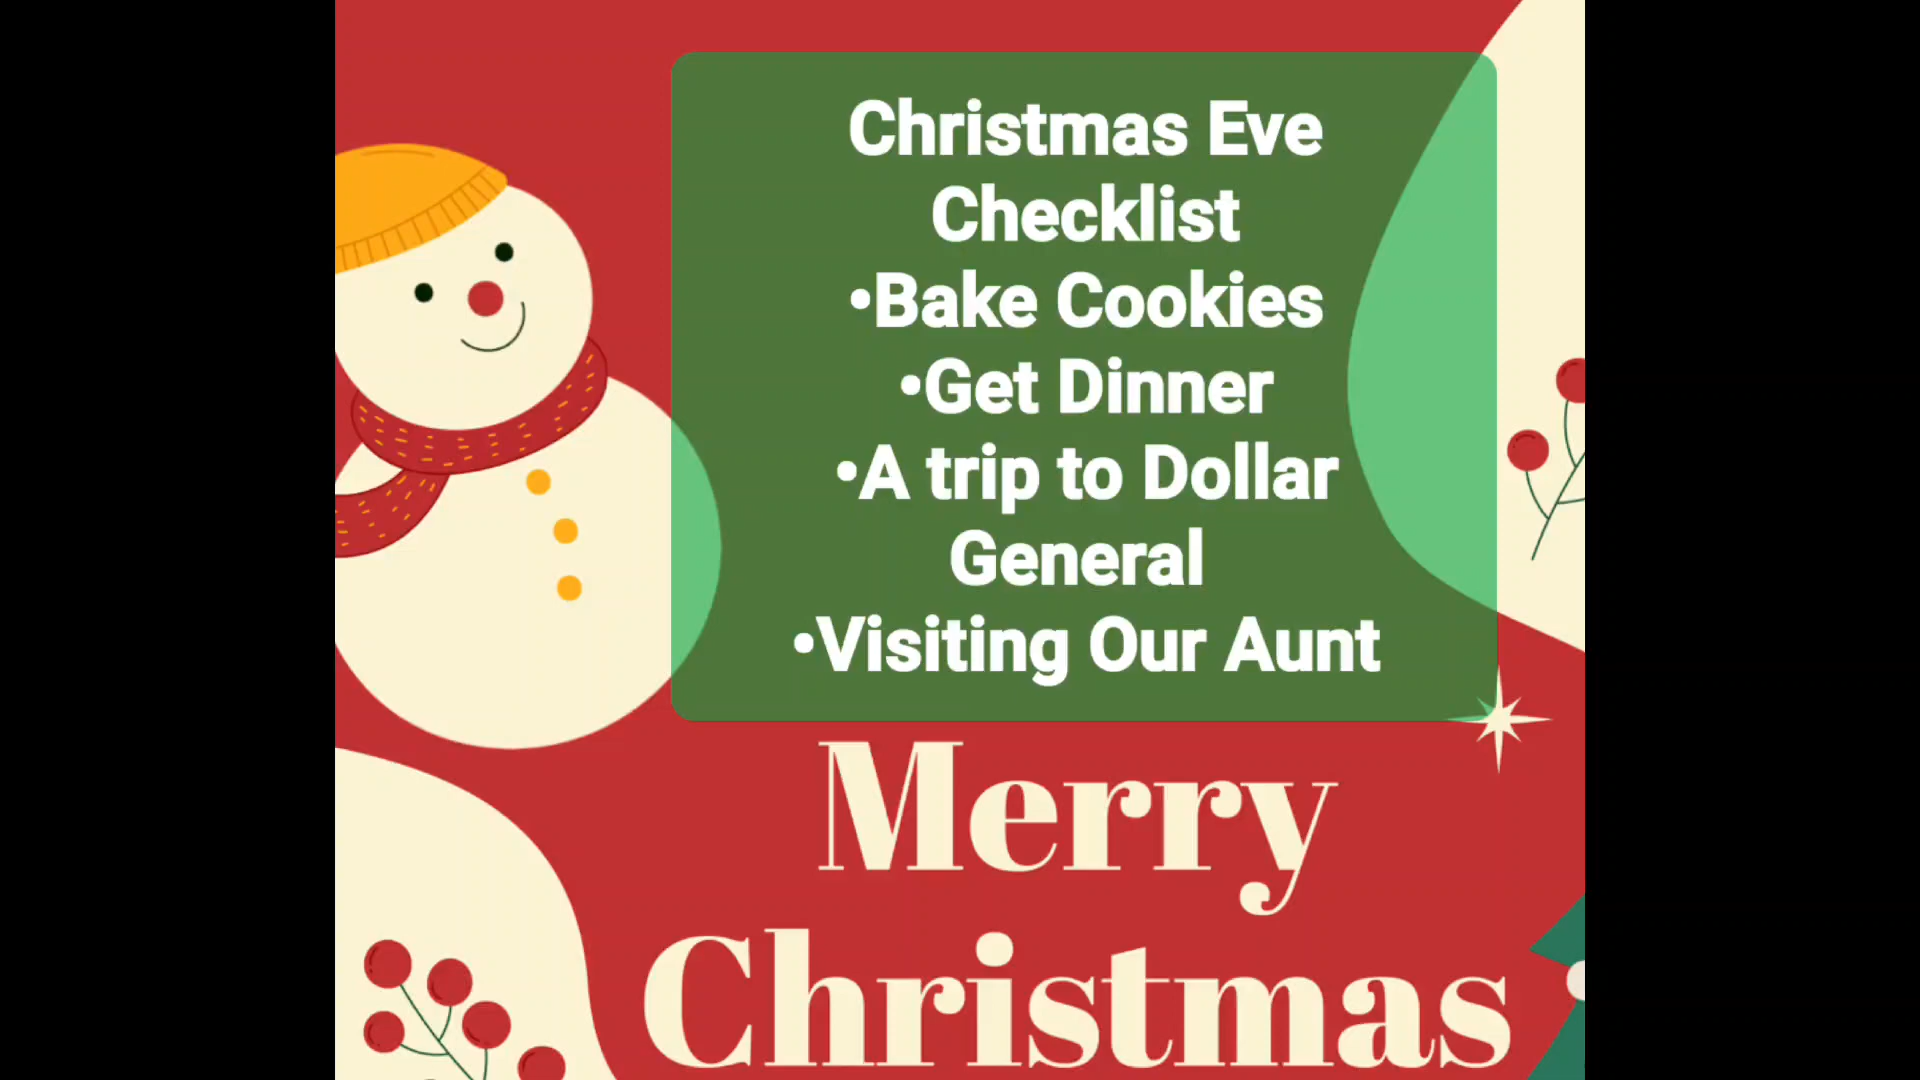 Christmas Eve
Checklist
•Bake Cookies
•Get Dinner
•A trip to Dollar
General
•Visiting Our Aunt
Merry
Christmas